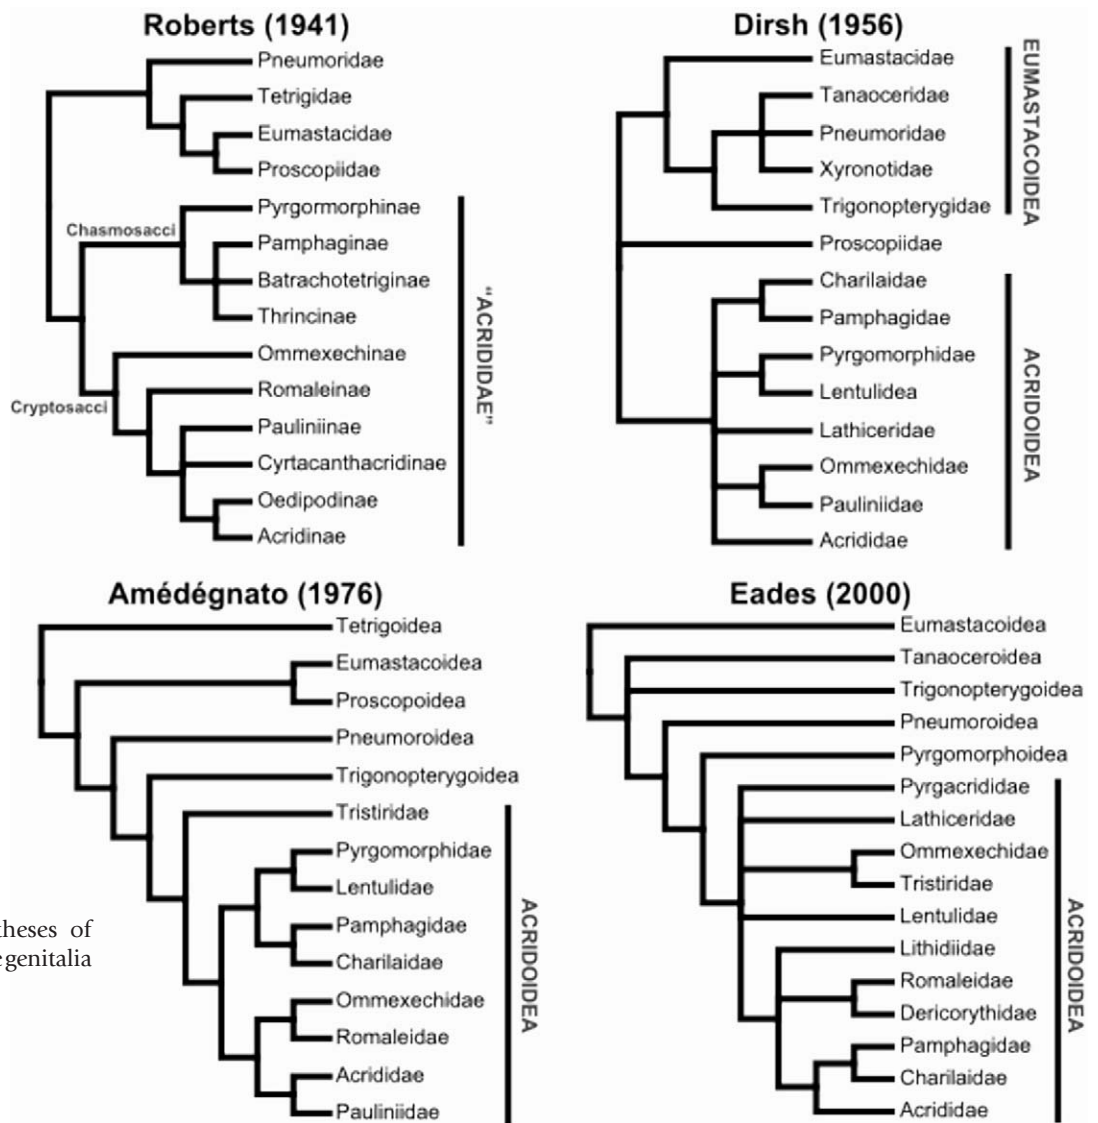 Roberts (1941)
Pneumoridae
Tetrigidae
Eumastacidae
Proscopiidae
Pyrgormorphinae
Chasmosacci
Pamphaginae
Batrachotetriginae
Thrincinae
Ommexechinae
Romaleinae
Cryptosacci
Pauliniinae
Cyrtacanthacridinae
Oedipodinae
Acridinae
"ACRIDIDAE"
Dirsh (1956)
Eumastacidae
Tanaoceridae
Pneumoridae
Xyronotidae
Trigonopterygidae
EUMASTACOIDEA
Proscopiidae
Charilaidae
Pamphagidae
Pyrgomorphidae
Lentulidea
Lathiceridae
Ommexechidae
Pauliniidae
Acrididae
ACRIDOIDEA
Amédégnato (1976)
Tetrigoidea
Eumastacoidea
Proscopoidea
Pneumoroidea
Trigonopterygoidea
Tristiridae
Pyrgomorphidae
Lentulidae
Pamphagidae
Charilaidae
Ommexechidae
Romaleidae
Acrididae
Pauliniidae
ACRIDOIDEA
Eades (2000)
Eumastacoidea
Tanaoceroidea
Trigonopterygoidea
Pneumoroidea
Pyrgomorphoidea
Pyrgacrididae
Lathiceridae
Ommexechidae
Tristiridae
Lentulidae
Lithidiidae
Romaleidae
Dericorythidae
Pamphagidae
Charilaidae
Acrididae
ACRIDOIDEA
of
genitalia